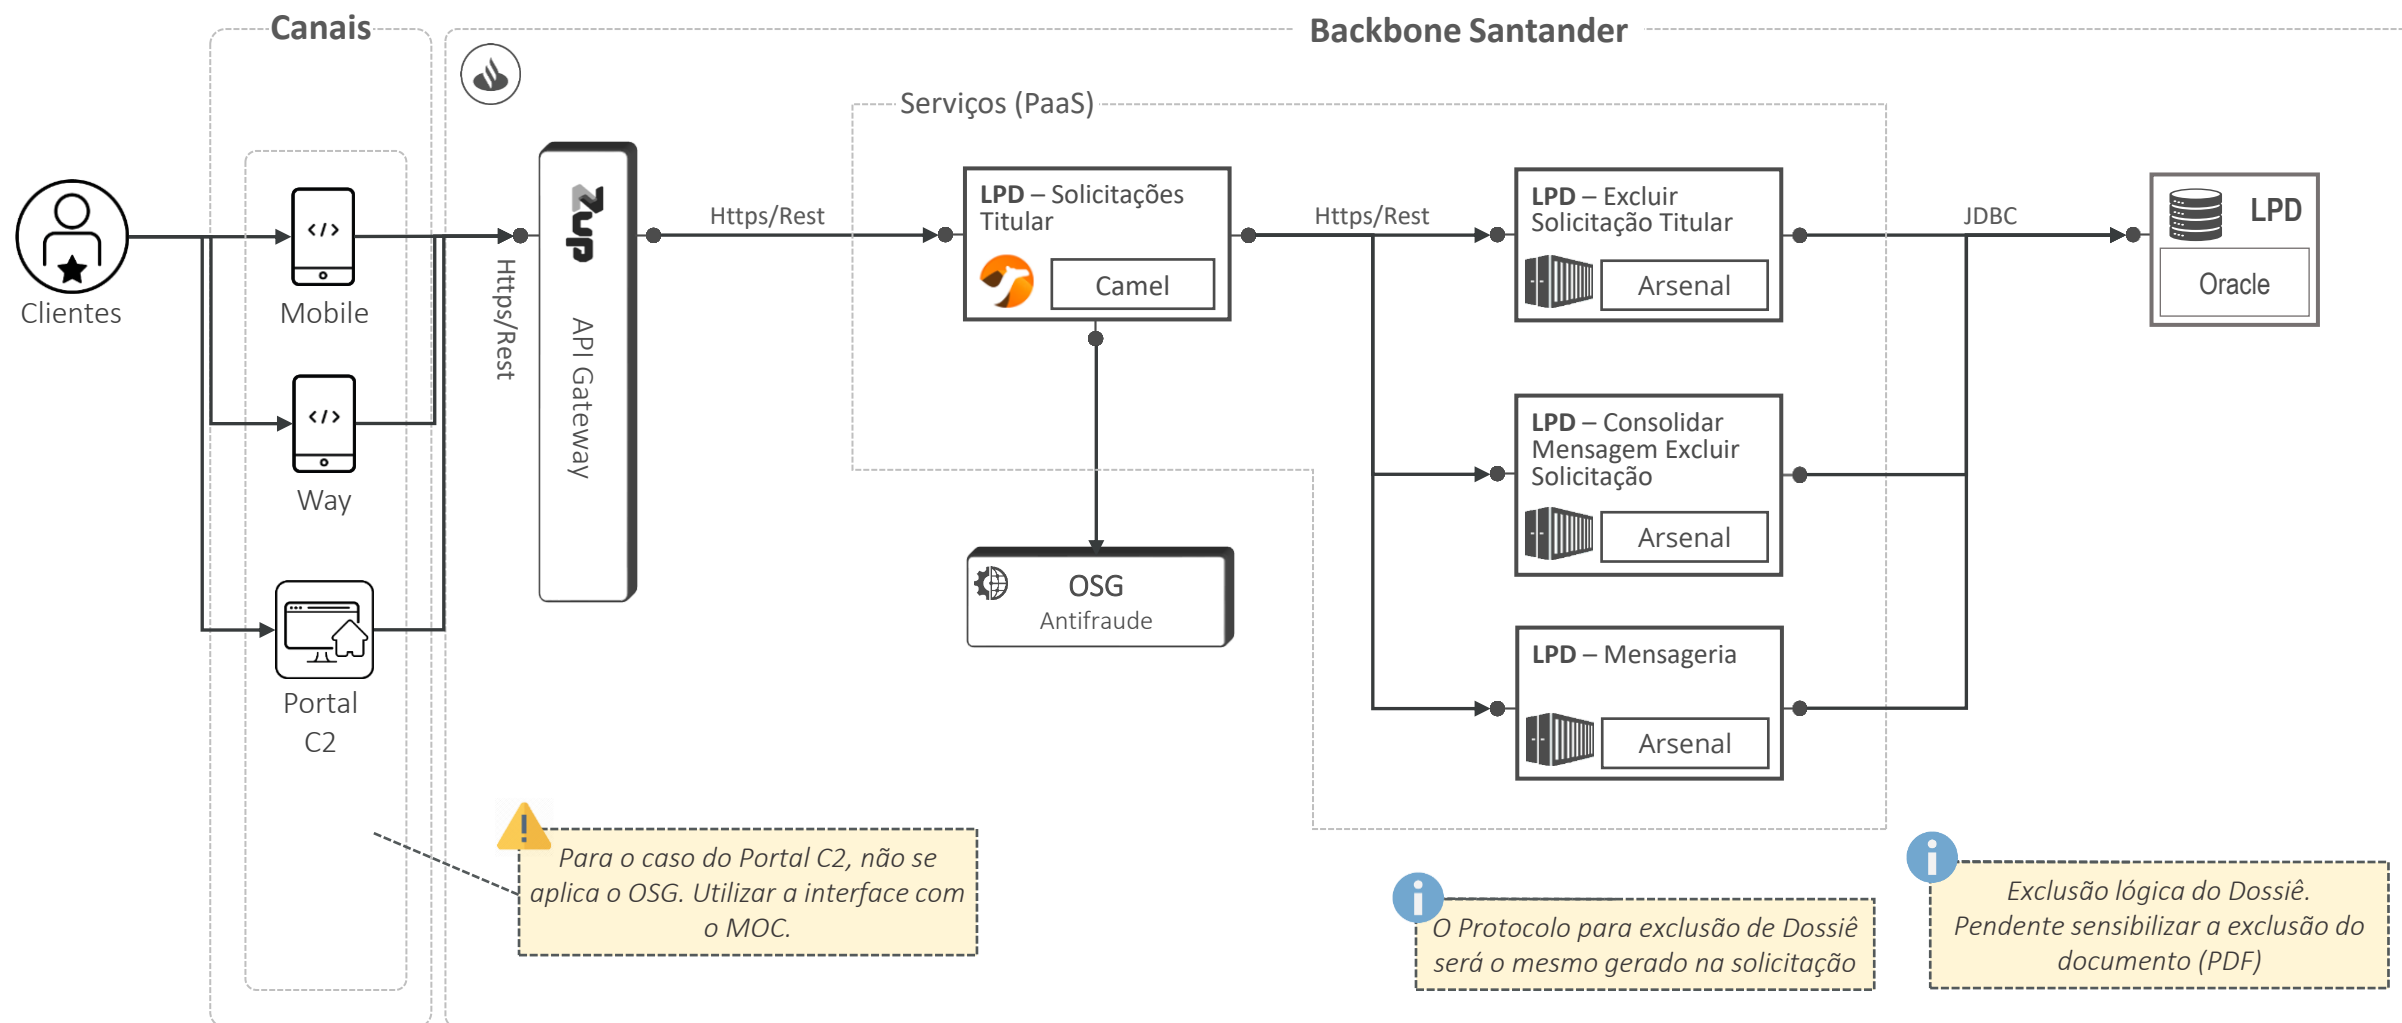 Canais
Backbone Santander
Serviços (PaaS)
Clientes
Mobile
</>
Way
</>
Portal
C2
Https/Rest
Zup
API Gateway
Https/Rest
LPD – Solicitações
Titular
Camel
OSG
Antifraude
Https/Rest
LPD – Excluir
Solicitação Titular
Arsenal
LPD – Consolidar
Mensagem Excluir
Solicitação
Arsenal
LPD – Mensageria
Arsenal
JDBC
LPD
Oracle
Para o caso do Portal C2, não se
aplica o OSG. Utilizar a interface com
o MOC.
O Protocolo para exclusão de Dossiê
será o mesmo gerado na solicitação
Exclusão lógica do Dossiê.
Pendente sensibilizar a exclusão do
documento (PDF)